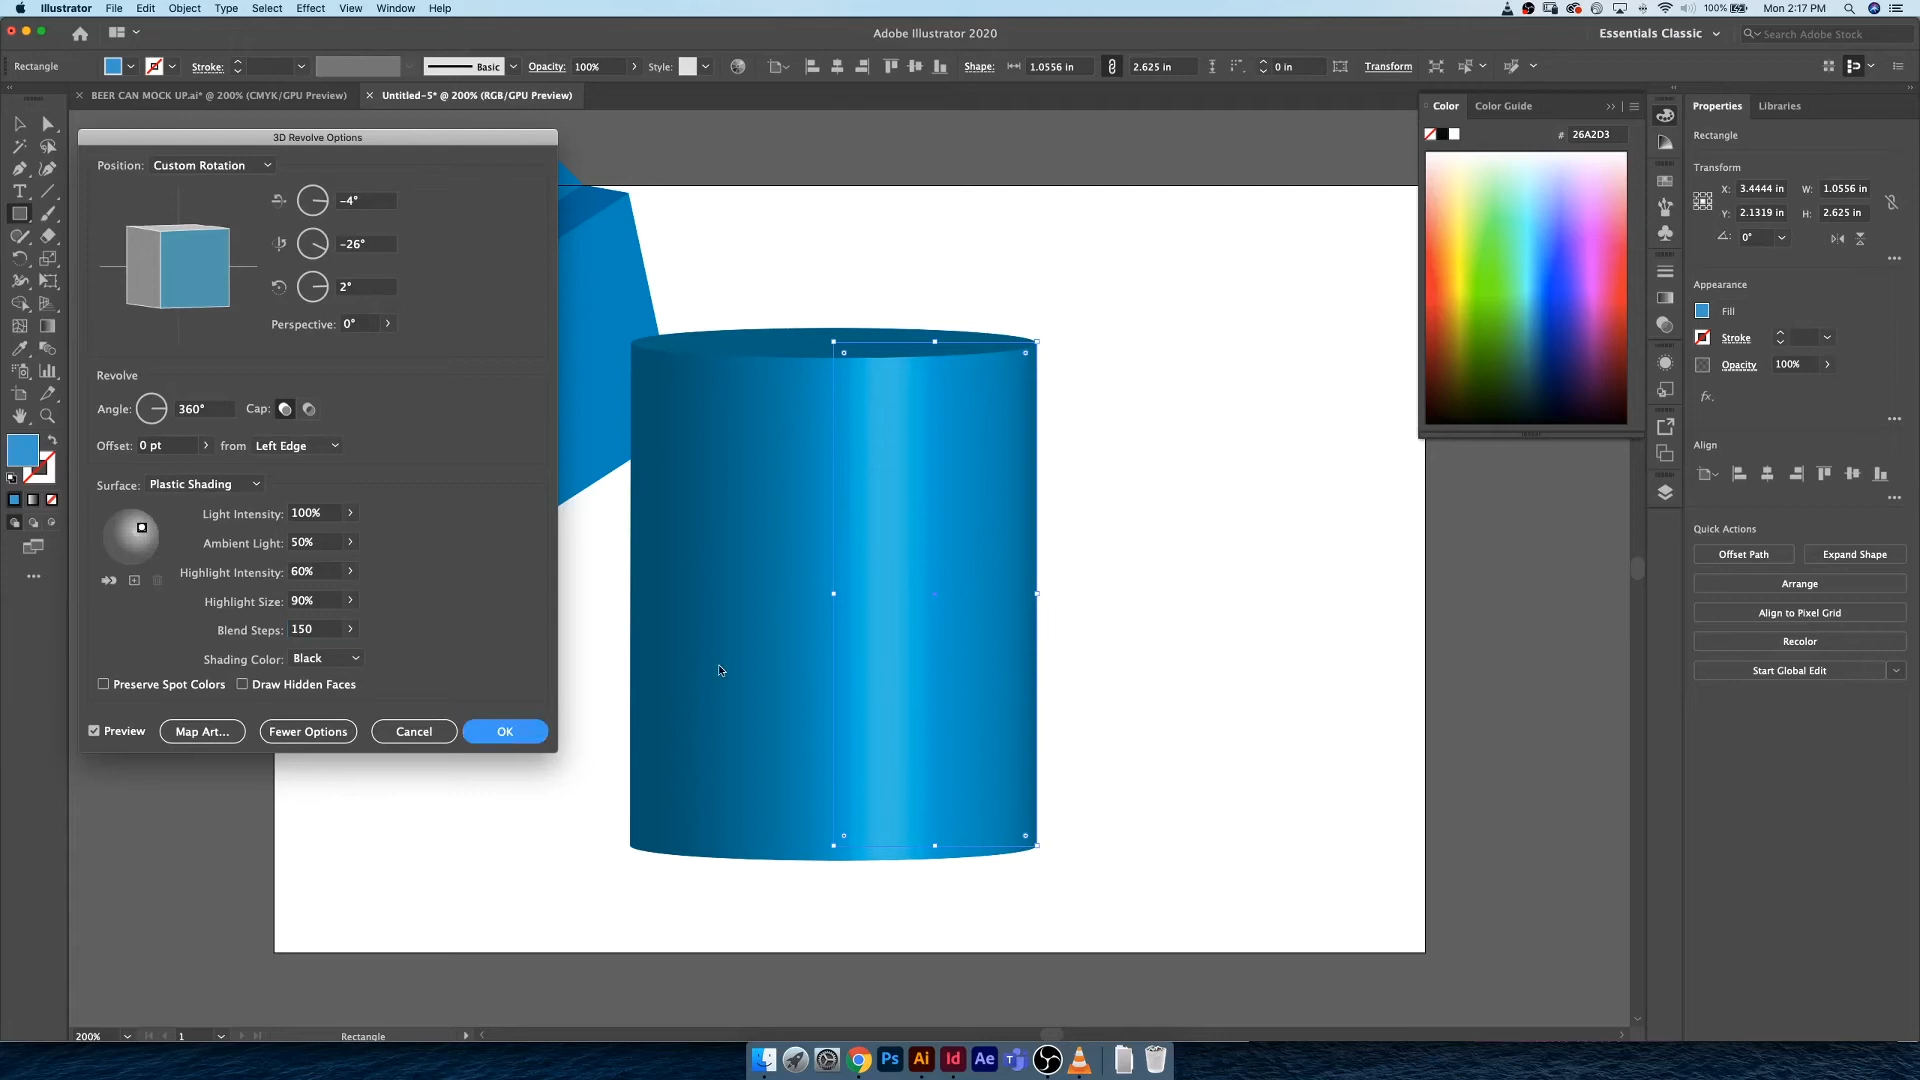 Illustrator File Edit Object Type Select Effect View Window Help 100% Mon 2:17 PM
Adobe Illustrator 2020 Essentials Classic Search Adobe Stock
Rectangle Stroke: Basic Opacity: 100% Style: Shape: 1.0556 in 2.625 in 0 in Transform
BEER CAN MOCK UP.ai* @ 200% (CMYK/GPU Preview) Untitled-5* @ 200% (RGB/GPU Preview)
3D Revolve Options
Position: Custom Rotation
-4°
-26°
2°
Perspective: 0°
Revolve
Angle: 360° Cap:
Offset: 0 pt from Left Edge
Surface: Plastic Shading
Light Intensity: 100%
Ambient Light: 50%
Highlight Intensity: 60%
Highlight Size: 90%
Blend Steps: 150
Shading Color: Black
Preserve Spot Colors Draw Hidden Faces
Preview Map Art... Fewer Options Cancel OK
Color Color Guide
# 26A2D3
Properties Libraries
Rectangle
Transform
X: 3.4444 in W: 1.0556 in
Y: 2.1319 in H: 2.625 in
0°
Appearance
Fill
Stroke
Opacity 100%
fx.
Align
Quick Actions
Offset Path Expand Shape
Arrange
Align to Pixel Grid
Recolor
Start Global Edit
200% 1 Rectangle
Ps Ai Id Ae